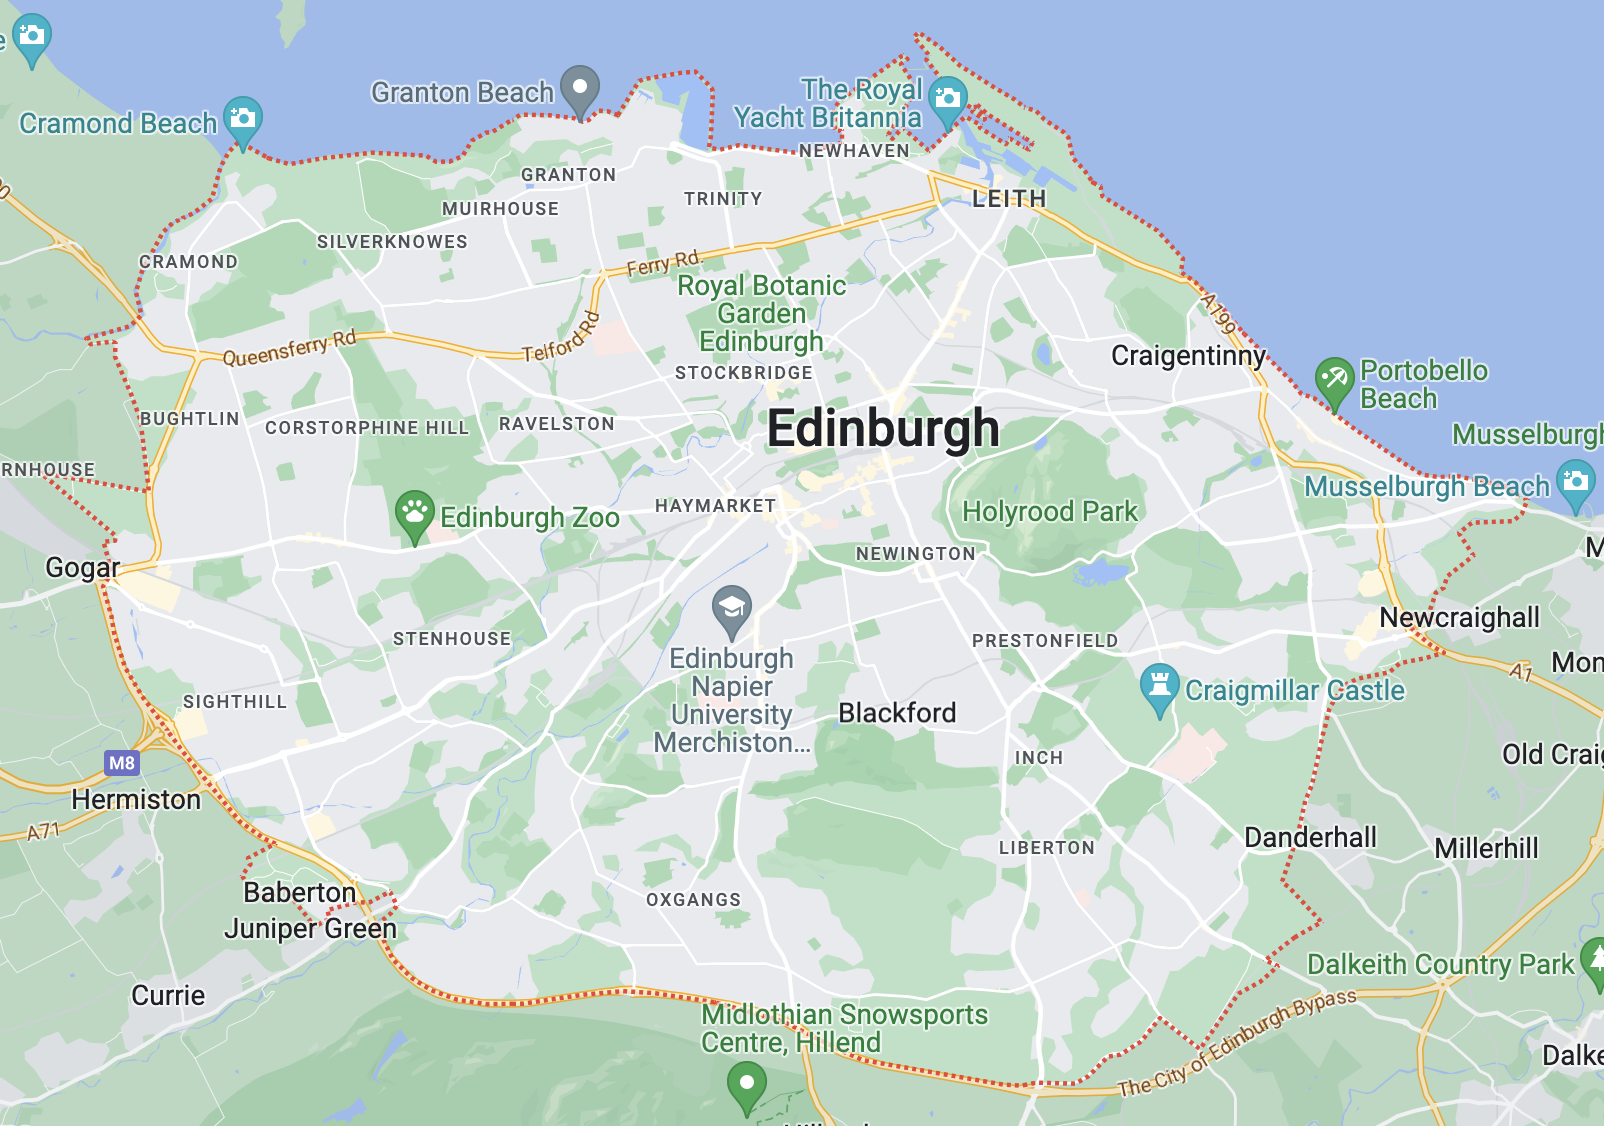 Granton Beach
The Royal
Yacht Britannia
Cramond Beach
NEWHAVEN
GRANTON
TRINITY
LEITH
MUIRHOUSE
SILVERKNOWES
CRAMOND
Ferry Rd.
Royal Botanic
Garden
Edinburgh
A199
Queensferry Rd
Telford Rd
Craigentinny
STOCKBRIDGE
Portobello
Beach
BUGHTLIN
CORSTORPHINE HILL
RAVELSTON
Edinburgh
Musselburgh
RNHOUSE
Musselburgh Beach
HAYMARKET
Edinburgh Zoo
Holyrood Park
NEWINGTON
M
Gogar
Newcraighall
STENHOUSE
PRESTONFIELD
Edinburgh
Napier
University
Merchiston...
Mon
A1
Craigmillar Castle
SIGHTHILL
Blackford
INCH
Old Craig
M8
Hermiston
A71
Danderhall
LIBERTON
Millerhill
Baberton
OXGANGS
Juniper Green
Dalkeith Country Park
Currie
The City of Edinburgh Bypass
Midlothian Snowsports
Centre, Hillend
Dalke